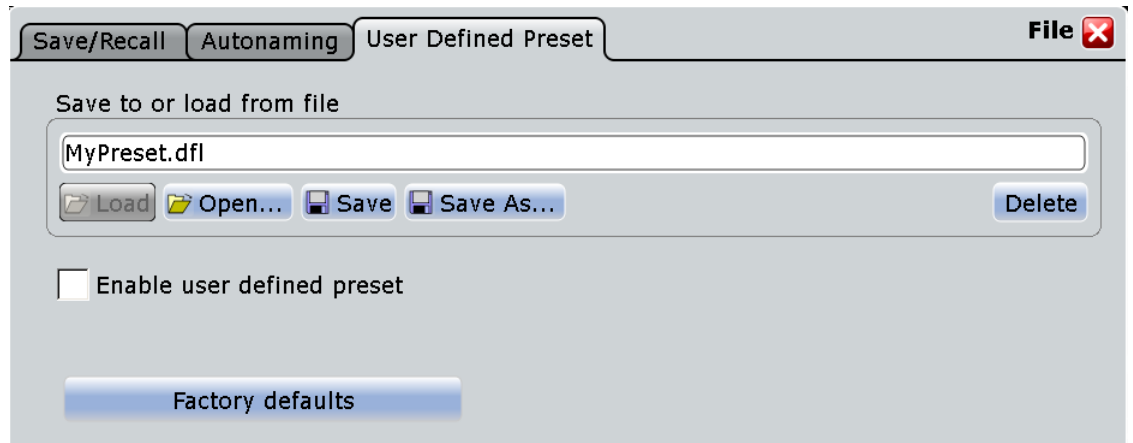 Save/Recall Autonaming User Defined Preset File
Save to or load from file
MyPreset.dfl
Load Open... Save Save As... Delete
Enable user defined preset
Factory defaults